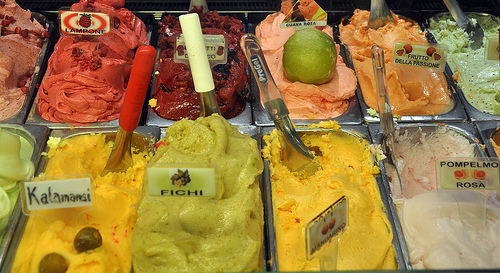 LAMPONE
GUAVA ROSA
FRUTTO
DELLA PASSIONE
POMPELMO
ROSA
Kalamansi
FICHI